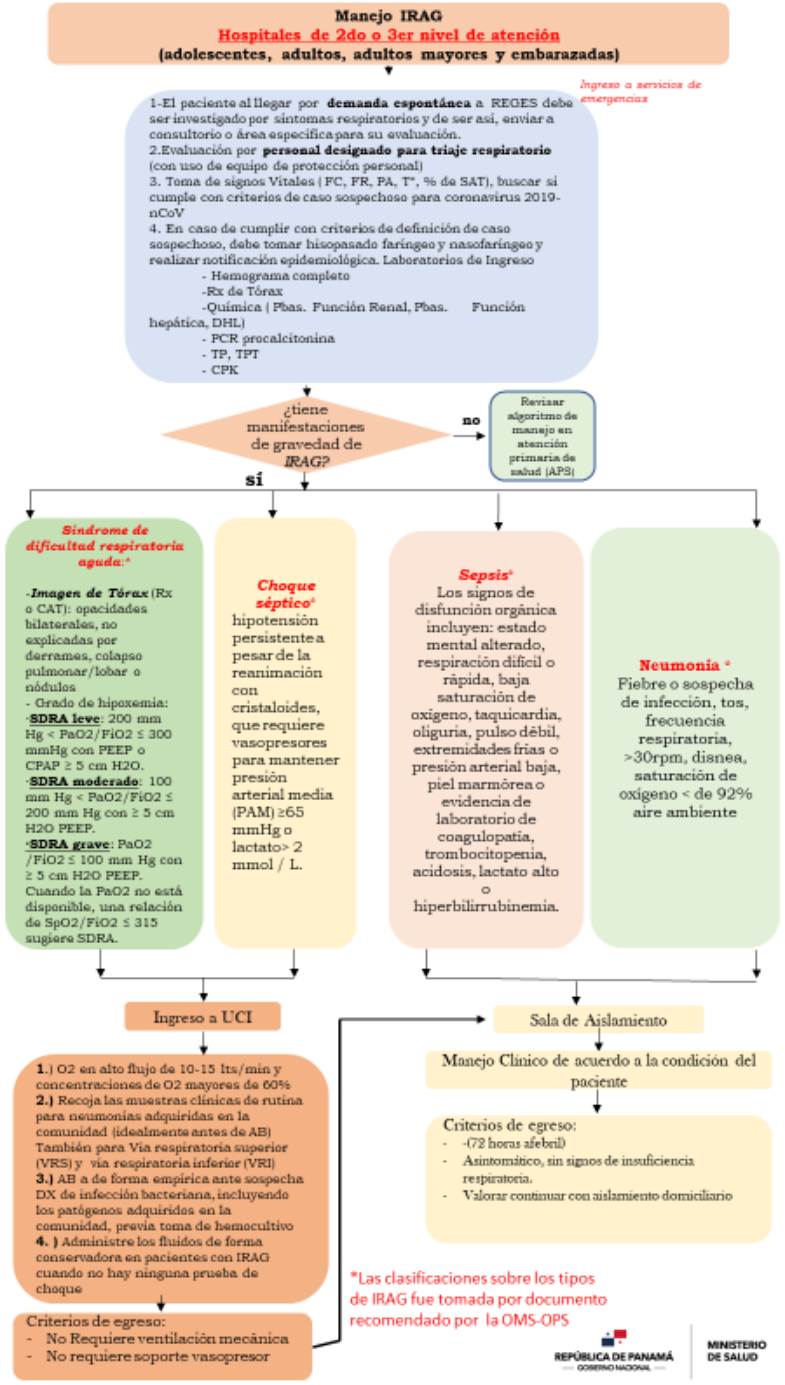 Manejo IRAG
Hospitales de 2do o 3er nivel de atención
(adolescentes, adultos, adultos mayores y embarazadas)
Ingreso a servicios de
emergencias
1-El paciente al llegar por demanda espontánea a REGES debe
ser investigado por síntomas respiratorios y de ser así, enviar a
consultorio o área específica para su evaluación.
2.Evaluación por personal designado para triaje respiratorio
(con uso de equipo de protección personal)
3. Toma de signos Vitales ( FC, FR, PA, T°, % de SAT), buscar si
cumple con criterios de caso sospechoso para coronavirus 2019-
nCoV
4. En caso de cumplir con criterios de definición de caso
sospechoso, debe tomar hisopasado faríngeo y nasofaríngeo y
realizar notificación epidemiológica. Laboratorios de Ingreso
- Hemograma completo
-Rx de Tórax
-Química ( Pbas. Función Renal, Pbas. Función
hepática, DHL)
- PCR procalcitonina
- TP, TPT
- CPK
¿tiene
manifestaciones
de gravedad de
IRAG?
no
Revisar
algoritmo de
manejo en
atención
primaria de
salud (APS)
sí
Síndrome de
dificultad respiratoria
aguda:*
-Imagen de Tórax (Rx
o CAT): opacidades
bilaterales, no
explicadas por
derrames, colapso
pulmonar/lobar o
nódulos
- Grado de hipoxemia:
·SDRA leve: 200 mm
Hg < PaO2/FiO2 ≤ 300
mmHg con PEEP o
CPAP ≥ 5 cm H2O.
·SDRA moderado: 100
mm Hg < PaO2/FiO2 ≤
200 mm Hg con ≥ 5 cm
H2O PEEP.
·SDRA grave: PaO2
/FiO2 ≤ 100 mm Hg con
≥ 5 cm H2O PEEP.
Cuando la PaO2 no está
disponible, una relación
de SpO2/FiO2 ≤ 315
sugiere SDRA.
Choque
séptico*
hipotensión
persistente a
pesar de la
reanimación
con
cristaloides,
que requiere
vasopresores
para mantener
presión
arterial media
(PAM) ≥65
mmHg o
lactato> 2
mmol / L.
Sepsis*
Los signos de
disfunción orgánica
incluyen: estado
mental alterado,
respiración difícil o
rápida, baja
saturación de
oxígeno, taquicardia,
oliguria, pulso débil,
extremidades frías o
presión arterial baja,
piel marmórea o
evidencia de
laboratorio de
coagulopatía,
trombocitopenia,
acidosis, lactato alto
o
hiperbilirrubinemia.
Neumonía *
Fiebre o sospecha
de infección, tos,
frecuencia
respiratoria,
>30rpm, disnea,
saturación de
oxígeno < de 92%
aire ambiente
Ingreso a UCI
1.) O2 en alto flujo de 10-15 lts/min y
concentraciones de O2 mayores de 60%
2.) Recoja las muestras clínicas de rutina
para neumonías adquiridas en la
comunidad (idealmente antes de AB)
También para Vía respiratoria superior
(VRS) y vía respiratoria inferior (VRI)
3.) AB a de forma empírica ante sospecha
DX de infección bacteriana, incluyendo
los patógenos adquiridos en la
comunidad, previa toma de hemocultivo
4. ) Administre los fluidos de forma
conservadora en pacientes con IRAG
cuando no hay ninguna prueba de
choque
Criterios de egreso:
- No Requiere ventilación mecánica
- No requiere soporte vasopresor
Sala de Aislamiento
Manejo Clínico de acuerdo a la condición del
paciente
Criterios de egreso:
- -(72 horas afebril)
- Asintomático, sin signos de insuficiencia
respiratoria.
- Valorar continuar con aislamiento domiciliario
*Las clasificaciones sobre los tipos
de IRAG fue tomada por documento
recomendado por la OMS-OPS
REPÚBLICA DE PANAMÁ
— GOBIERNO NACIONAL —
MINISTERIO
DE SALUD